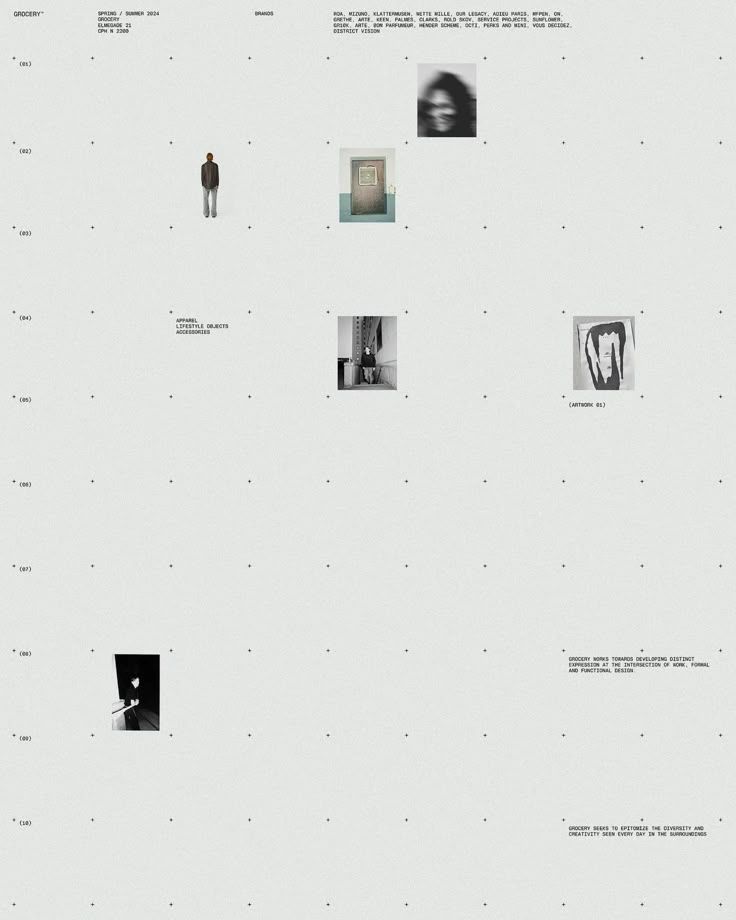 GROCERY™
SPRING / SUMMER 2024
GROCERY
ELMEGADE 21
CPH N 2200
BRANDS
ROA, MIZUNO, KLATTERMUSEN, METTE MILLE, OUR LEGACY, ADIEU PARIS, MFPEN, ON,
GRETHE, ARTE, KEEN, PALMES, CLARKS, ROLD SKOV, SERVICE PROJECTS, SUNFLOWER,
ARTE, BON PARFUMEUR, HENDER SCHEME, OCTI, PERKS AND MINI, VOUS DECIDEZ,
DISTRICT VISION
(01)
(02)
(03)
(04)
APPAREL
LIFESTYLE OBJECTS
ACCESSORIES
(05)
(ARTWORK 01)
(06)
(07)
(08)
GROCERY WORKS TOWARDS DEVELOPING DISTINCT
EXPRESSION AT THE INTERSECTION OF WORK, FORMAL
AND FUNCTIONAL DESIGN.
(09)
(10)
GROCERY SEEKS TO EPITOMIZE THE DIVERSITY AND
CREATIVITY SEEN EVERY DAY IN THE SURROUNDINGS